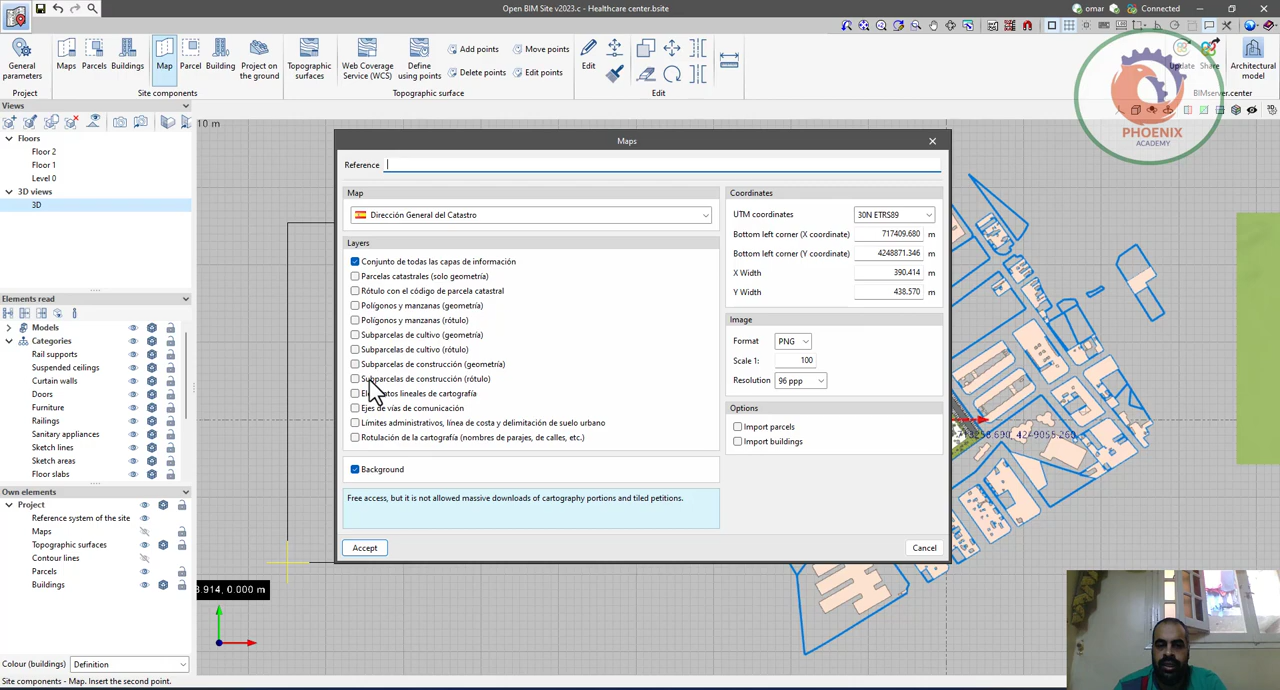 Open BIM Site v2023.c - Healthcare center.bsite
omar
Connected
General parameters
Maps
Parcels
Buildings
Map
Parcel
Building
Project on the ground
Topographic surfaces
Web Coverage Service (WCS)
Define using points
Add points
Move points
Delete points
Edit points
Edit
Update
Share
Architectural model
Project
Site components
Topographic surface
Edit
BIMserver.center
PHOENIX
ACADEMY
Views
Floors
Floor 2
Floor 1
Level 0
3D views
3D
Elements read
Models
Categories
Rail supports
Suspended ceilings
Curtain walls
Doors
Furniture
Railings
Sanitary appliances
Sketch lines
Sketch areas
Floor slabs
Own elements
Project
Reference system of the site
Maps
Topographic surfaces
Contour lines
Parcels
Buildings
Colour (buildings)
Definition
Site components - Map. Insert the second point.
10 m
3.914, 0.000 m
Maps
Reference
Map
Dirección General del Catastro
Layers
Conjunto de todas las capas de información
Parcelas catastrales (solo geometría)
Rótulo con el código de parcela catastral
Polígonos y manzanas (geometría)
Polígonos y manzanas (rótulo)
Subparcelas de cultivo (geometría)
Subparcelas de cultivo (rótulo)
Subparcelas de construcción (geometría)
Subparcelas de construcción (rótulo)
lineales de cartografía
Ejes de vías de comunicación
Límites administrativos, línea de costa y delimitación de suelo urbano
Rotulación de la cartografía (nombres de parajes, de calles, etc.)
Background
Free access, but it is not allowed massive downloads of cartography portions and tiled petitions.
Accept
Cancel
Coordinates
UTM coordinates
30N ETRS89
Bottom left corner (X coordinate)
717409.680 m
Bottom left corner (Y coordinate)
4248871.346 m
X Width
390.414 m
Y Width
438.570 m
Image
Format
PNG
Scale 1:
100
Resolution
96 ppp
Options
Import parcels
Import buildings